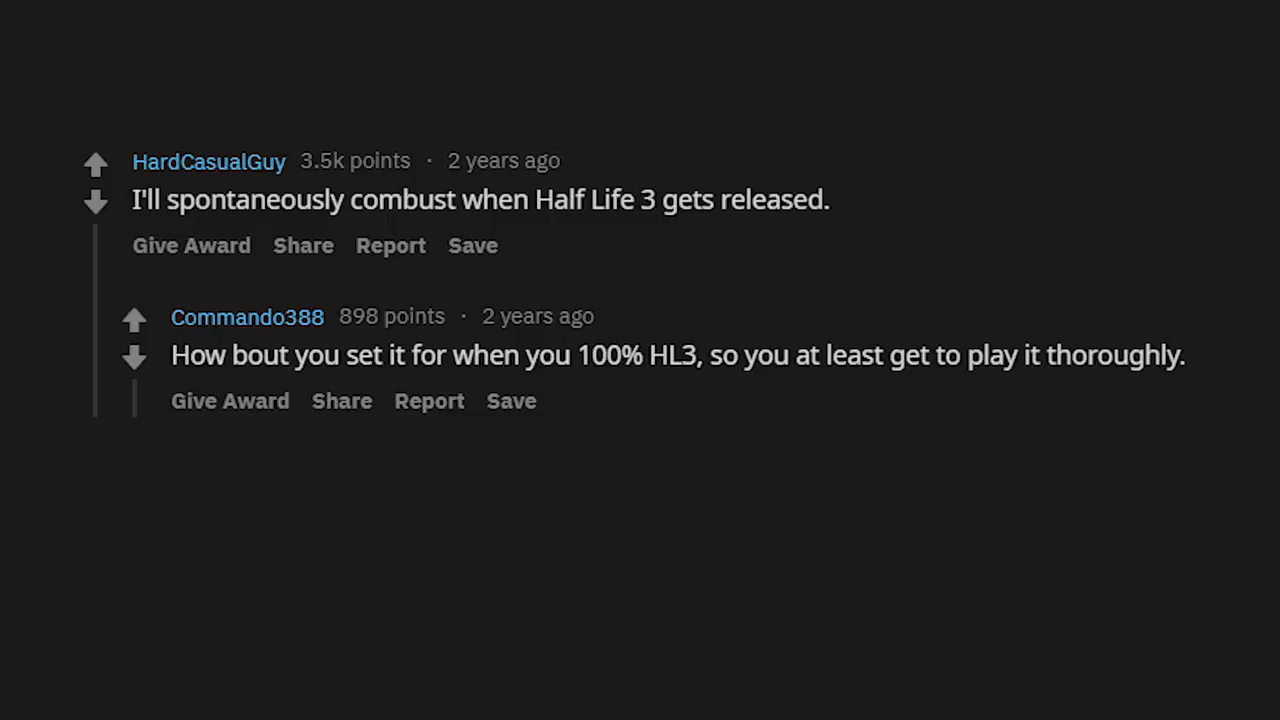 HardCasualGuy 3.5k points · 2 years ago
I'll spontaneously combust when Half Life 3 gets released.
Give Award Share Report Save
Commando388 898 points · 2 years ago
How bout you set it for when you 100% HL3, so you at least get to play it thoroughly.
Give Award Share Report Save